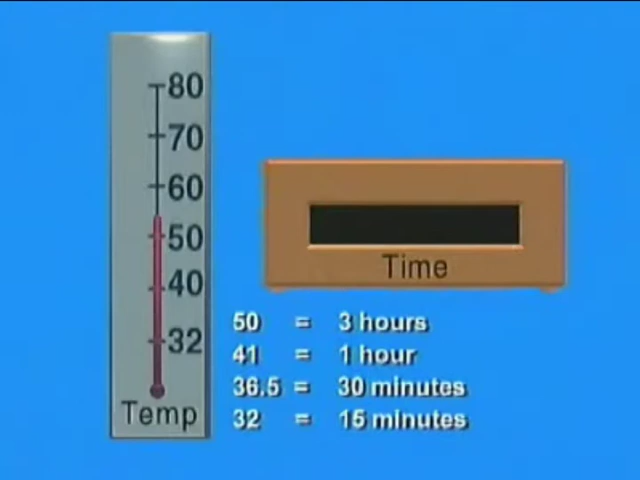 80
70
60
50
40
32
Temp
Time
50 = 3 hours
41 = 1 hour
36.5 = 30 minutes
32 = 15 minutes